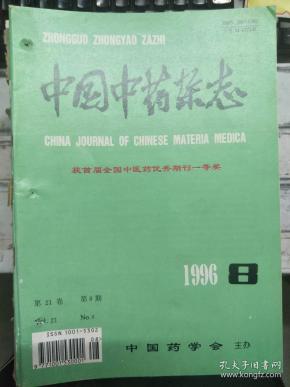 ZHONGGUO ZHONGYAO ZAZHI
中国中药杂志
CHINA JOURNAL OF CHINESE MATERIA MEDICA
获首届全国中医药优秀期刊一等奖
1996 8
第21卷 第8期
Vol. 21 No. 8
ISSN 1001-5302
08
中国药学会 主办
孔夫子旧书网